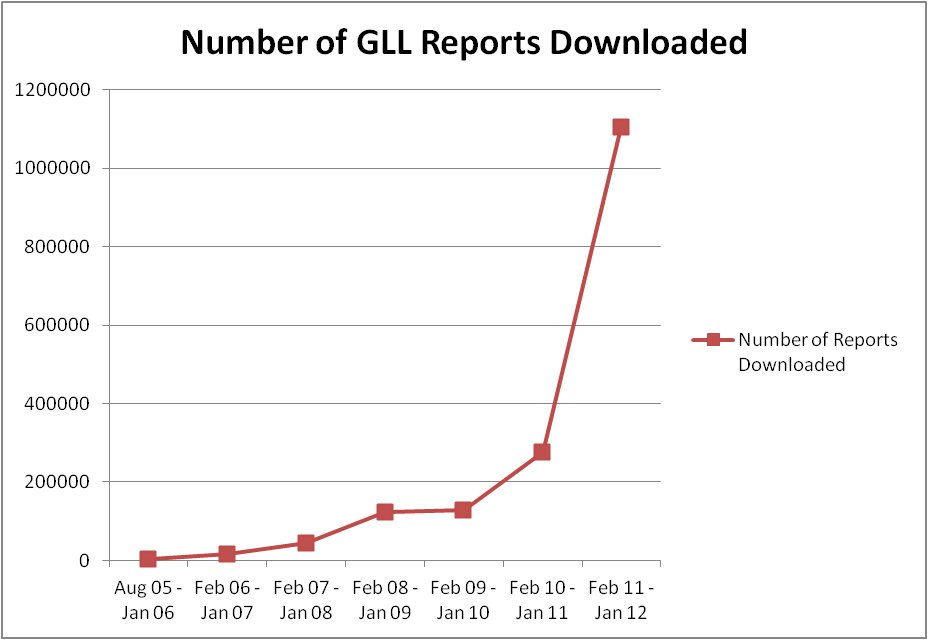 Number of GLL Reports Downloaded
1200000
1000000
800000
600000
400000
200000
0
Aug 05 - Feb 06 - Feb 07 - Feb 08 - Feb 09 - Feb 10 - Feb 11 -
Jan 06 Jan 07 Jan 08 Jan 09 Jan 10 Jan 11 Jan 12
Number of Reports
Downloaded